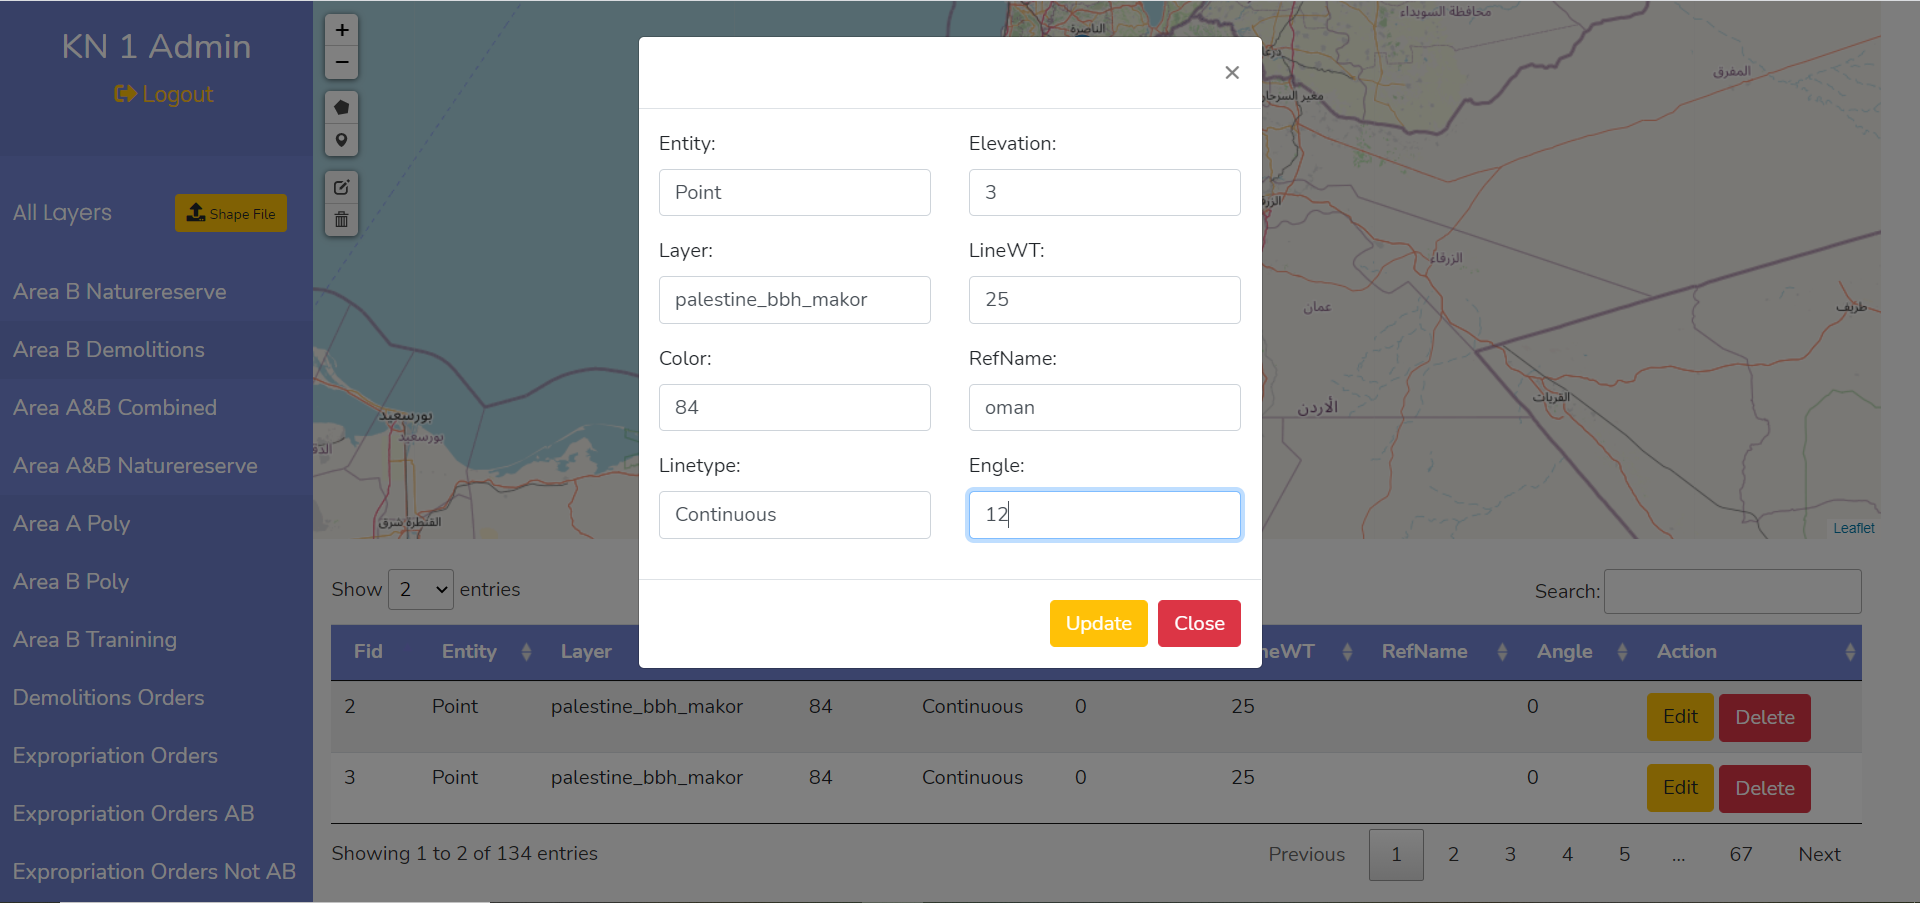 KN 1 Admin
Logout
All Layers
Shape File
Area B Naturereserve
Area B Demolitions
Area A&B Combined
Area A&B Naturereserve
Area A Poly
Area B Poly
Area B Tranining
Demolitions Orders
Expropriation Orders
Expropriation Orders AB
Expropriation Orders Not AB
+
−
الناصرة
محافظة السويداء
المفرق
الزرقاء
عمان
طريف
الأردن
القريات
بورسعيد
بورسعيد
القنطرة شرق
Leaflet
×
Entity:
Point
Elevation:
3
Layer:
palestine_bbh_makor
LineWT:
25
Color:
84
RefName:
oman
Linetype:
Continuous
Engle:
12
Update
Close
Show 2 entries
Search:
Fid Entity Layer neWT RefName Angle Action
2 Point palestine_bbh_makor 84 Continuous 0 25 0 Edit Delete
3 Point palestine_bbh_makor 84 Continuous 0 25 0 Edit Delete
Showing 1 to 2 of 134 entries
Previous 1 2 3 4 5 ... 67 Next